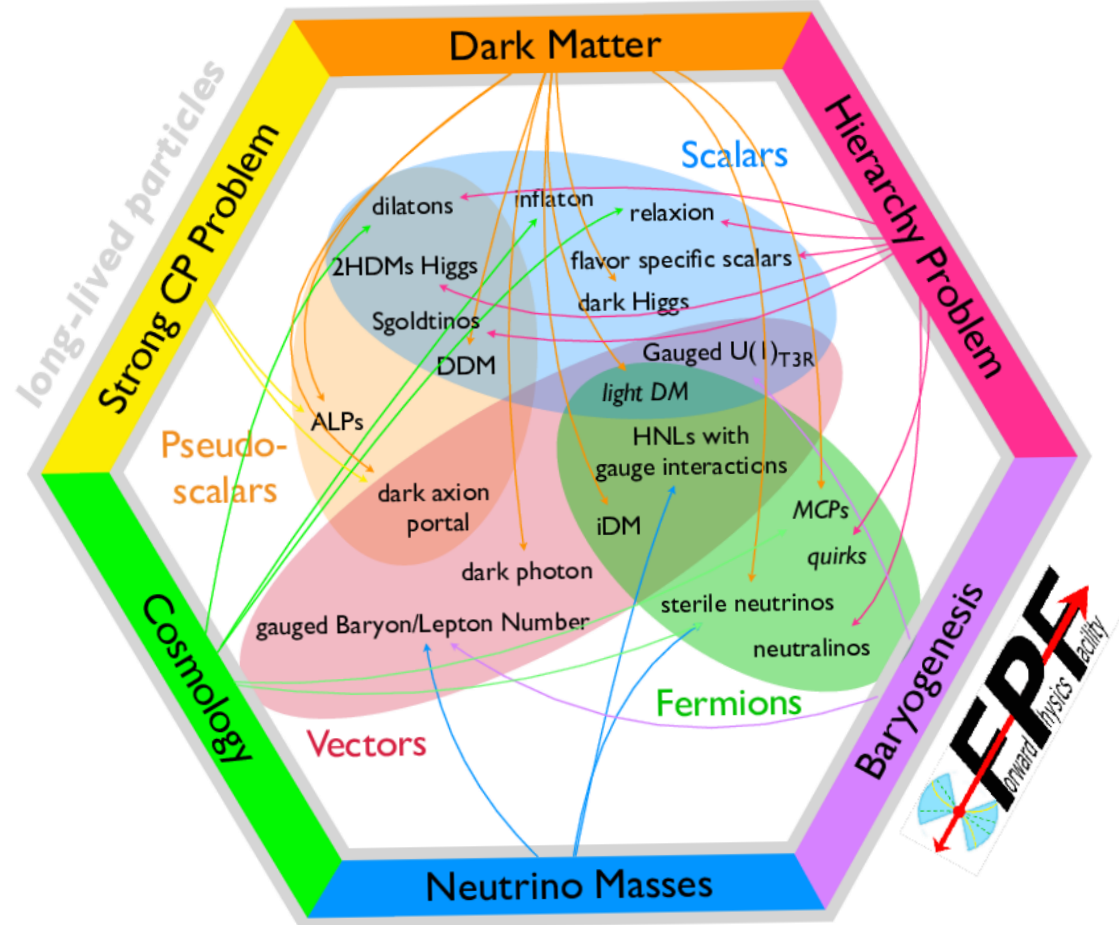 Dark Matter
long-lived particles
Strong CP Problem
Hierarchy Problem
Scalars
dilatons
inflaton
relaxion
2HDMs Higgs
flavor specific scalars
dark Higgs
Sgoldtinos
DDM
Gauged U(1)T3R
light DM
ALPs
HNLs with
gauge interactions
Pseudo-
scalars
dark axion
portal
iDM
MCPs
quirks
dark photon
sterile neutrinos
gauged Baryon/Lepton Number
neutralinos
Fermions
Vectors
Cosmology
Baryogenesis
FPF
Forward Physics Facility
Neutrino Masses